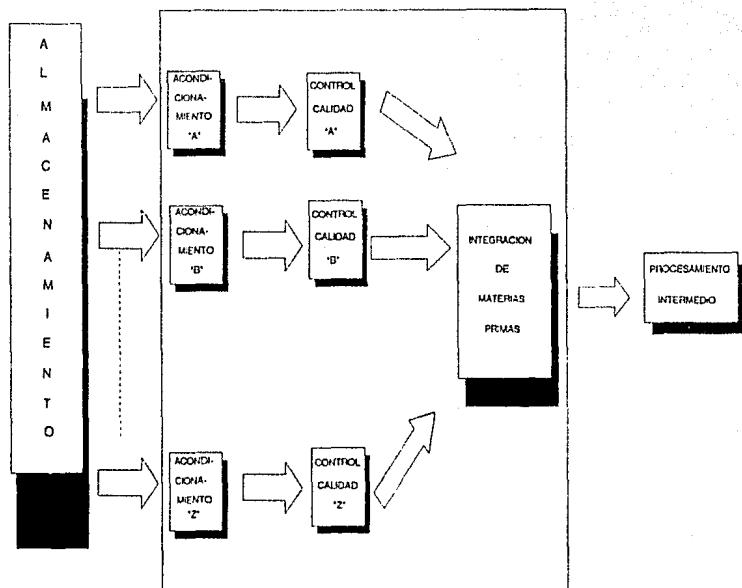 ALMACENAMIENTO
ACONDI-
CIONA-
MIENTO
"A"
CONTROL
CALIDAD
"A"
ACONDI-
CIONA-
MIENTO
"B"
CONTROL
CALIDAD
"B"
INTEGRACION
DE
MATERIAS
PRIMAS
PROCESAMIENTO
INTERMEDIO
ACONDI-
CIONA-
MIENTO
"Z"
CONTROL
CALIDAD
"Z"